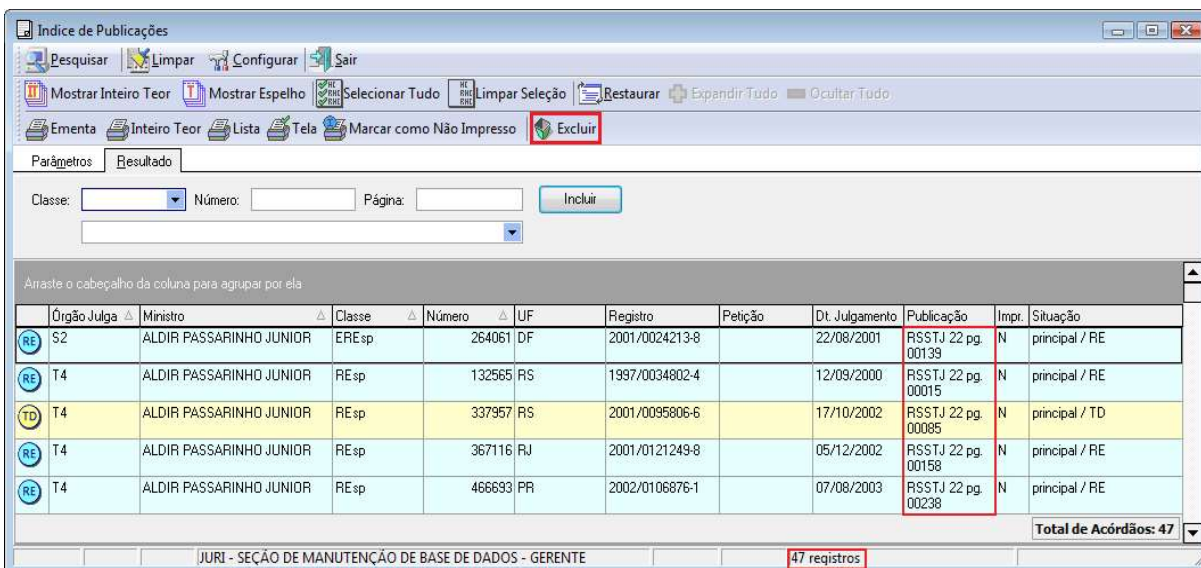 Indice de Publicações
Pesquisar Limpar Configurar Sair
Mostrar Inteiro Teor Mostrar Espelho Selecionar Tudo Limpar Seleção Restaurar Expandir Tudo Ocultar Tudo
Ementa Inteiro Teor Lista Tela Marcar como Não Impresso Excluir
Parâmetros Resultado
Classe: Número: Página: Incluir
Arraste o cabeçalho da coluna para agrupar por ela
Órgão Julga Ministro Classe Número UF Registro Petição Dt. Julgamento Publicação Impr. Situação
RE S2 ALDIR PASSARINHO JUNIOR EREsp 264061 DF 2001/0024213-8 22/08/2001 RSSTJ 22 pg. N principal / RE
00139
RE T4 ALDIR PASSARINHO JUNIOR REsp 132565 RS 1997/0034802-4 12/09/2000 RSSTJ 22 pg. N principal / RE
00015
TD T4 ALDIR PASSARINHO JUNIOR REsp 337957 RS 2001/0095806-6 17/10/2002 RSSTJ 22 pg. N principal / TD
00085
RE T4 ALDIR PASSARINHO JUNIOR REsp 367116 RJ 2001/0121249-8 05/12/2002 RSSTJ 22 pg. N principal / RE
00158
RE T4 ALDIR PASSARINHO JUNIOR REsp 466693 PR 2002/0106876-1 07/08/2003 RSSTJ 22 pg. N principal / RE
00238
Total de Acórdãos: 47
JURI - SEÇÃO DE MANUTENÇÃO DE BASE DE DADOS - GERENTE 47 registros